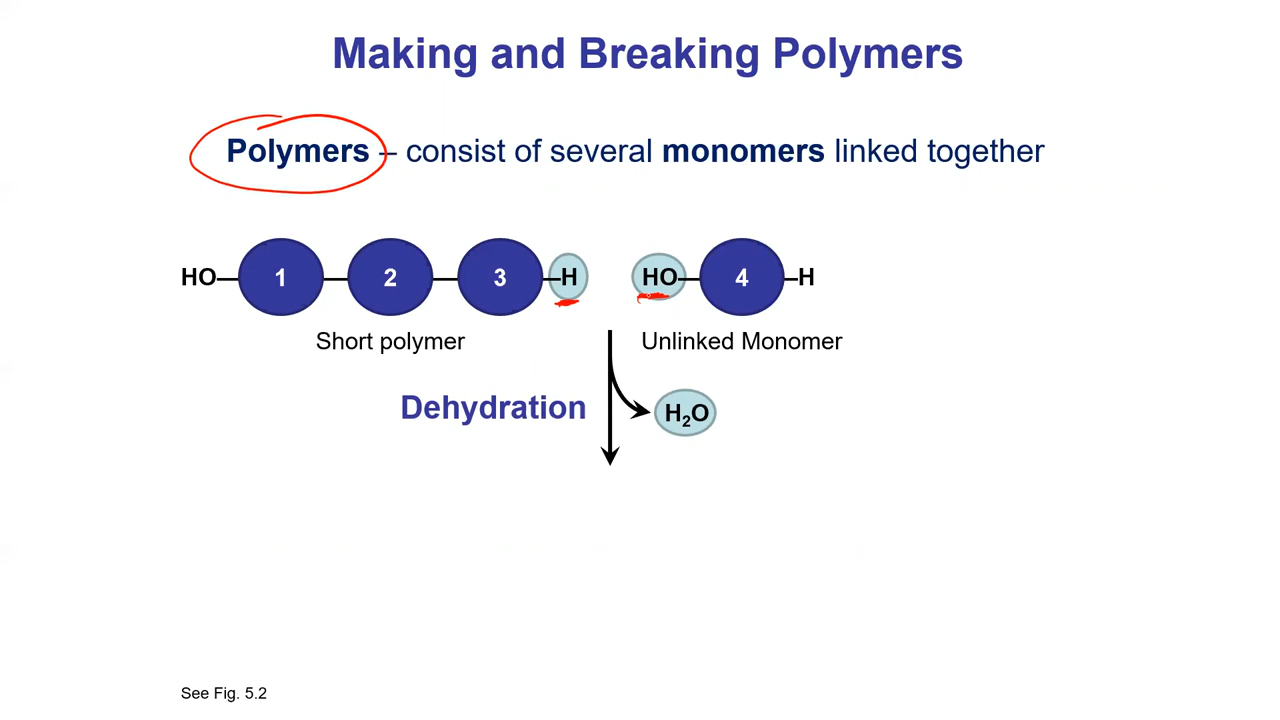 Making and Breaking Polymers
Polymers – consist of several monomers linked together
HO 1 2 3 H HO 4 H
Short polymer Unlinked Monomer
Dehydration H₂O
See Fig. 5.2